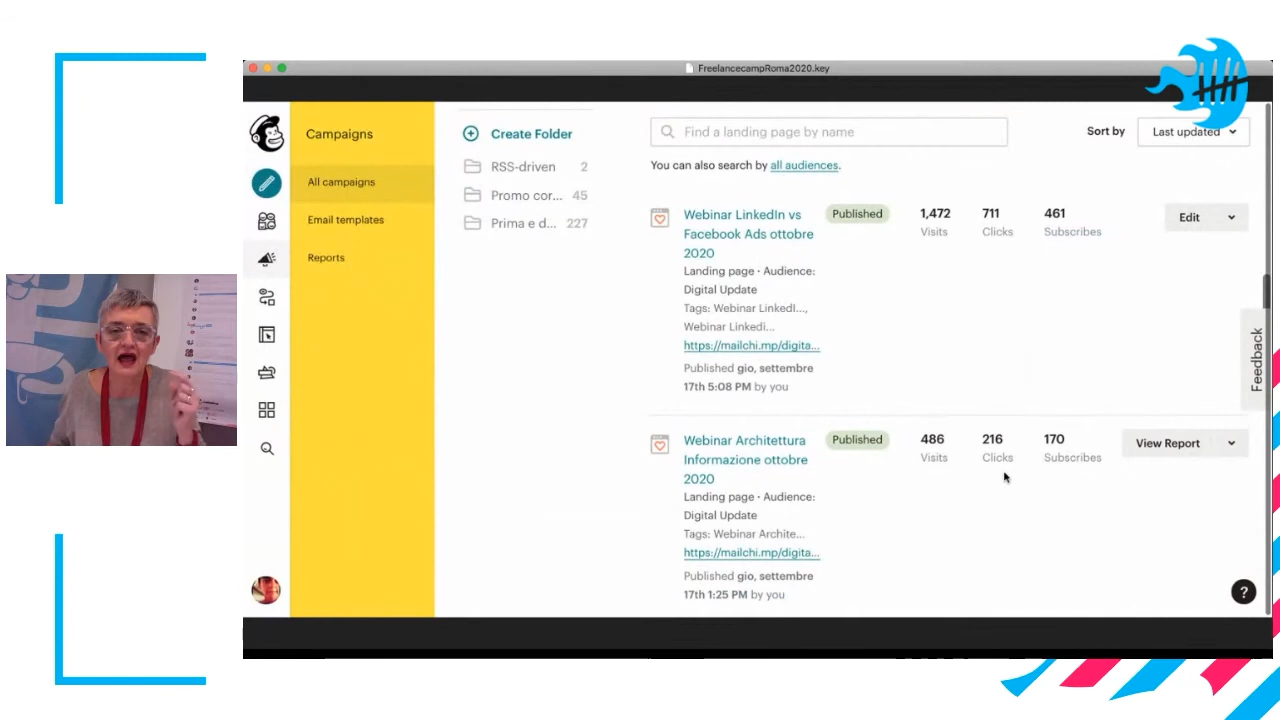 FreelancecampRoma2020.key
Campaigns
All campaigns
Email templates
Reports
Create Folder
RSS-driven 2
Promo cor... 45
Prima e d... 227
Find a landing page by name
Sort by
Last updated
You can also search by all audiences.
Webinar LinkedIn vs
Facebook Ads ottobre
2020
Landing page · Audience:
Digital Update
Tags: Webinar LinkedI...,
Webinar Linkedi...
https://mailchi.mp/digita...
Published gio, settembre
17th 5:08 PM by you
Published
1,472
Visits
711
Clicks
461
Subscribes
Edit
Webinar Architettura
Informazione ottobre
2020
Landing page · Audience:
Digital Update
Tags: Webinar Archite...
https://mailchi.mp/digita...
Published gio, settembre
17th 1:25 PM by you
Published
486
Visits
216
Clicks
170
Subscribes
View Report
Feedback
?